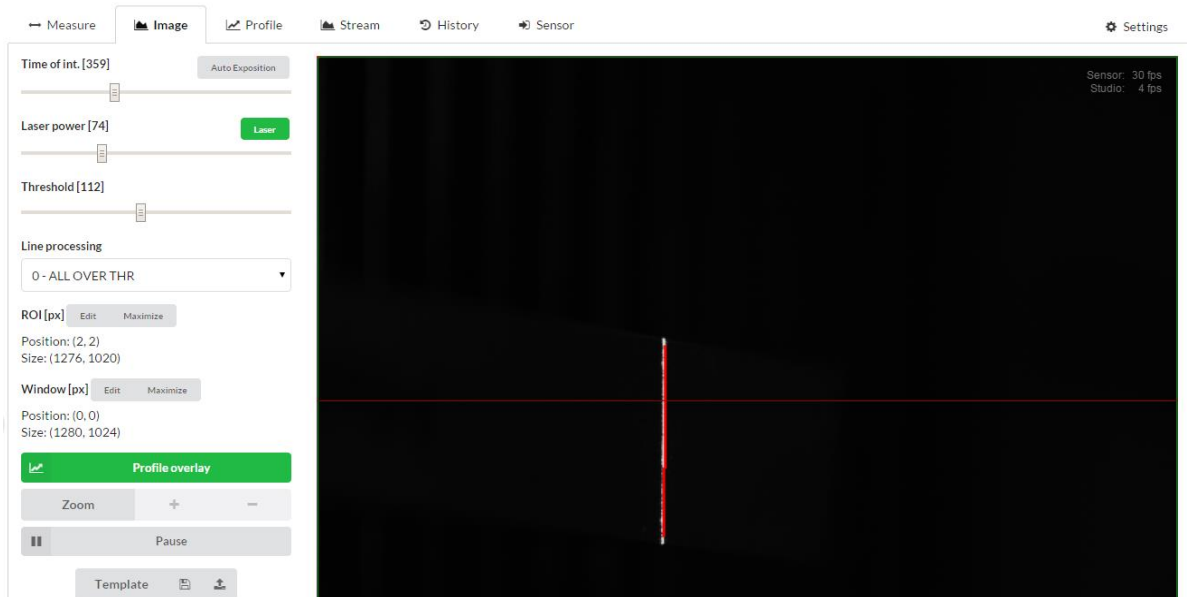 Measure Image Profile Stream History Sensor Settings
Time of int. [359] Auto Exposition
Laser power [74] Laser
Threshold [112]
Line processing
0 - ALL OVER THR
ROI [px] Edit Maximize
Position: (2, 2)
Size: (1276, 1020)
Window [px] Edit Maximize
Position: (0, 0)
Size: (1280, 1024)
Profile overlay
Zoom + −
Pause
Template
Sensor: 30 fps
Studio: 4 fps